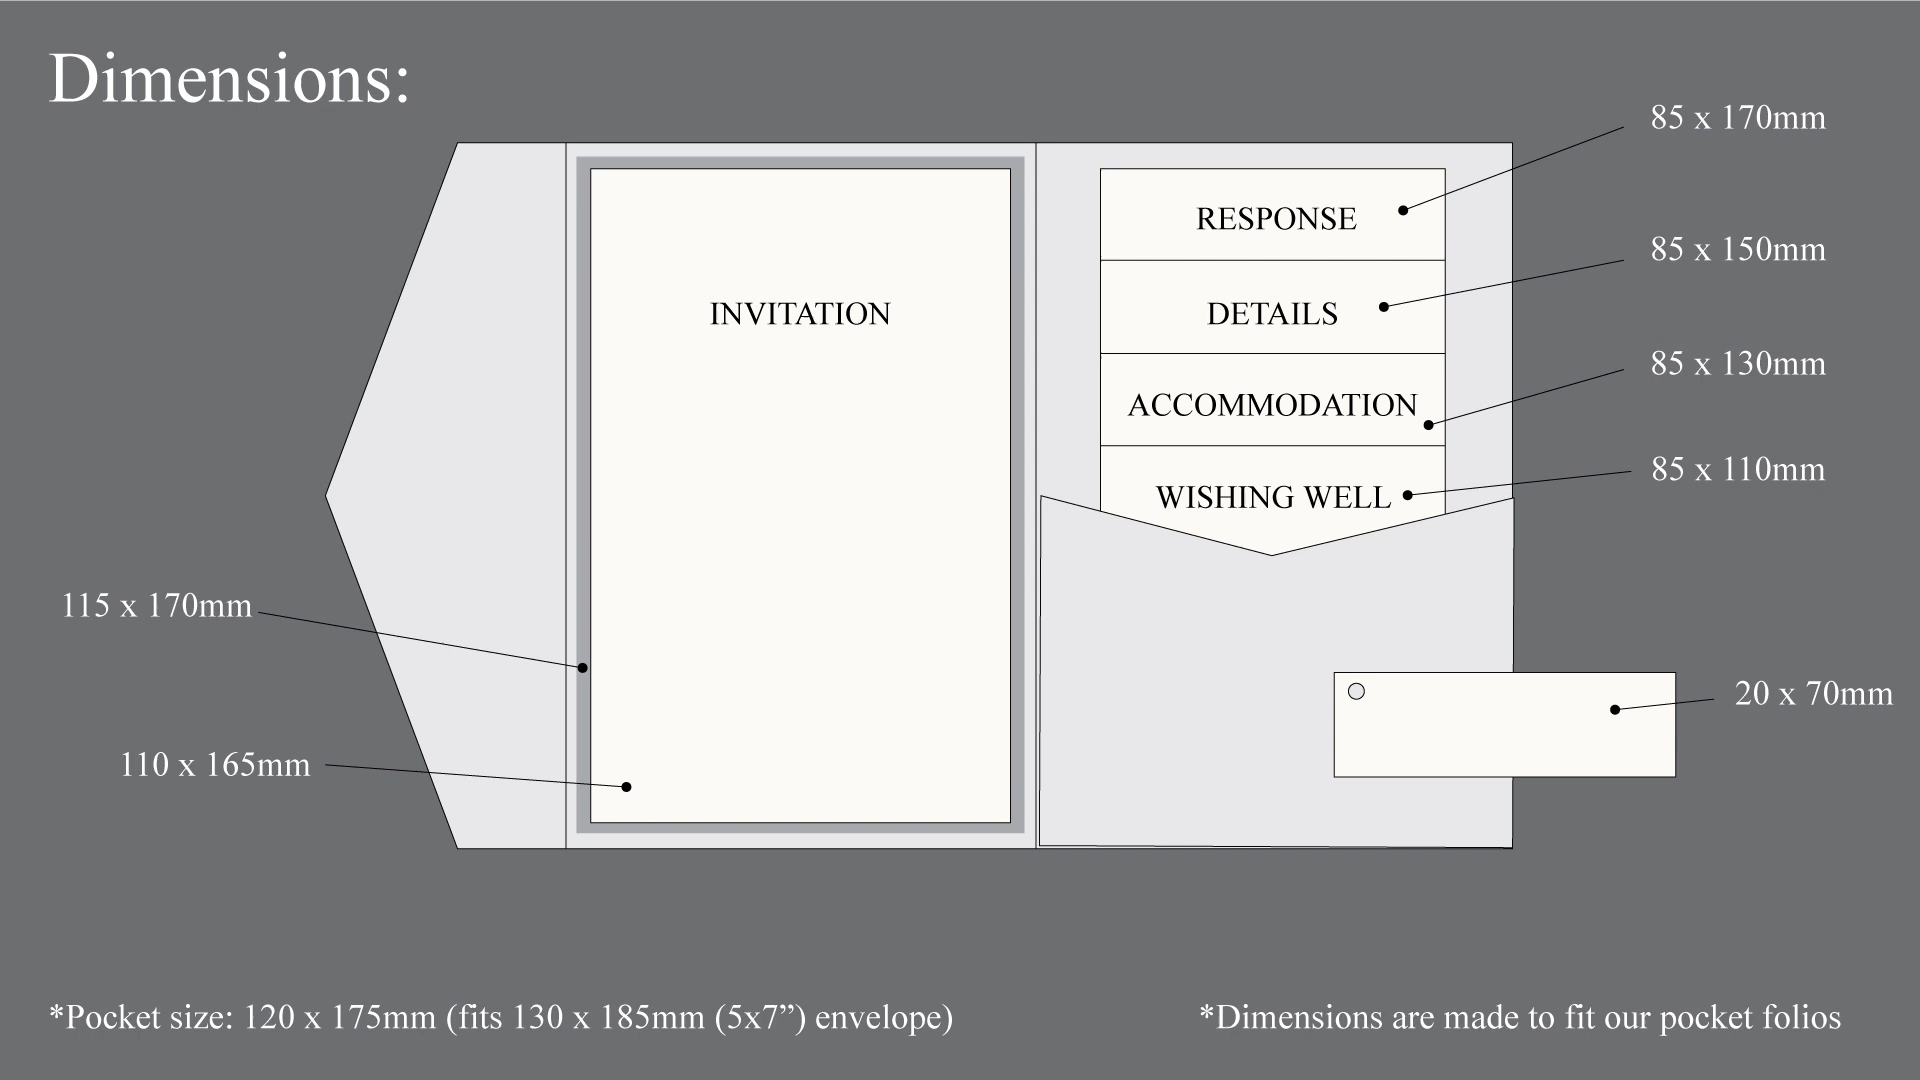 Dimensions:
85 x 170mm
RESPONSE
85 x 150mm
INVITATION
DETAILS
85 x 130mm
ACCOMMODATION
85 x 110mm
WISHING WELL
115 x 170mm
20 x 70mm
110 x 165mm
*Pocket size: 120 x 175mm (fits 130 x 185mm (5x7”) envelope)
*Dimensions are made to fit our pocket folios